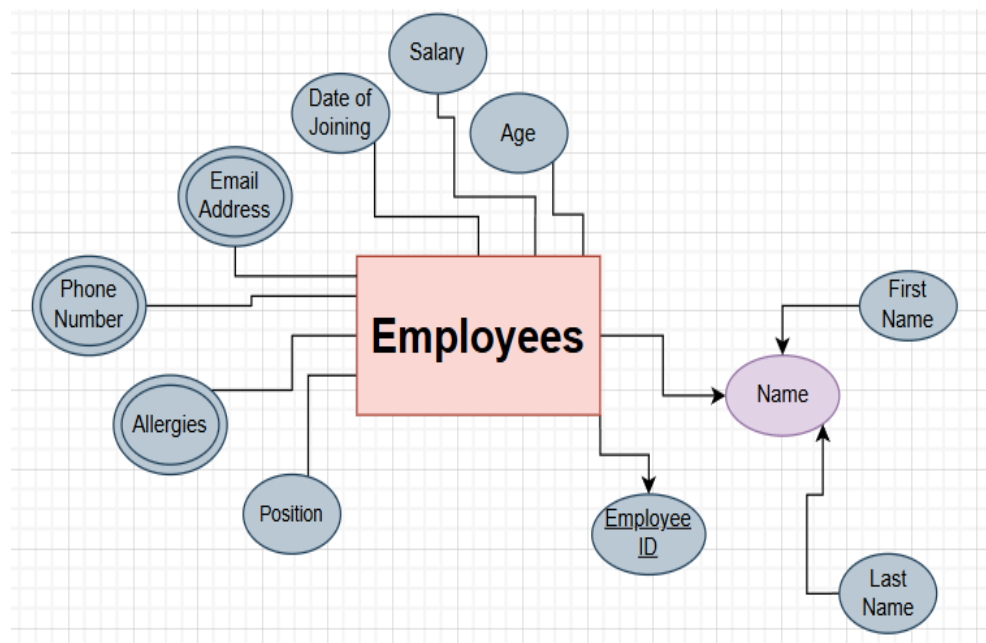 Salary
Date of
Joining
Age
Email
Address
Phone
Number
Employees
First
Name
Name
Allergies
Position
Employee
ID
Last
Name